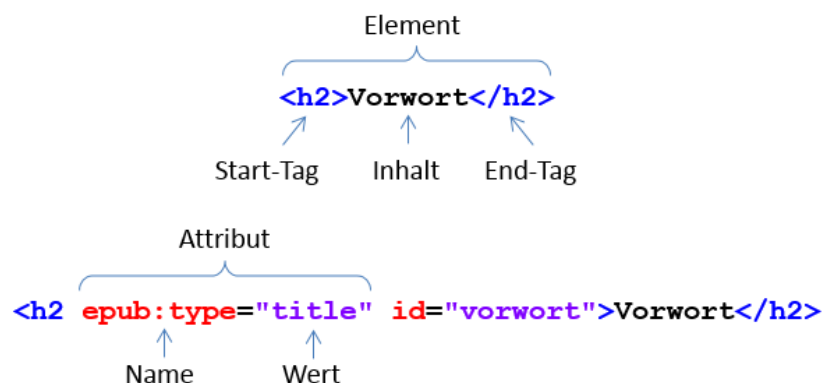 Element
<h2>Vorwort</h2>
Start-Tag Inhalt End-Tag
Attribut
<h2 epub:type="title" id="vorwort">Vorwort</h2>
Name Wert